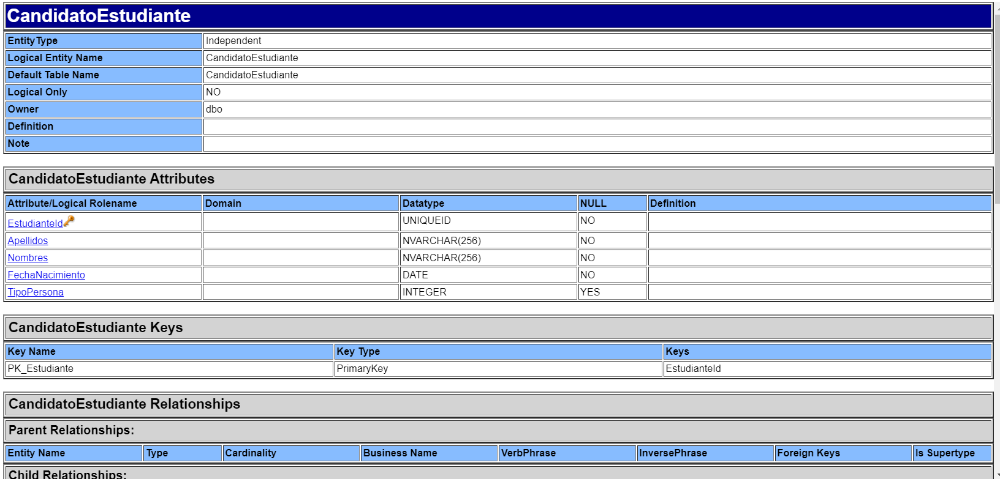 CandidatoEstudiante
EntityType Independent
Logical Entity Name CandidatoEstudiante
Default Table Name CandidatoEstudiante
Logical Only NO
Owner dbo
Definition
Note
CandidatoEstudiante Attributes
Attribute/Logical Rolename Domain Datatype NULL Definition
EstudianteId UNIQUEID NO
Apellidos NVARCHAR(256) NO
Nombres NVARCHAR(256) NO
FechaNacimiento DATE NO
TipoPersona INTEGER YES
CandidatoEstudiante Keys
Key Name Key Type Keys
PK_Estudiante PrimaryKey EstudianteId
CandidatoEstudiante Relationships
Parent Relationships:
Entity Name Type Cardinality Business Name VerbPhrase InversePhrase Foreign Keys Is Supertype
Child Relationships: